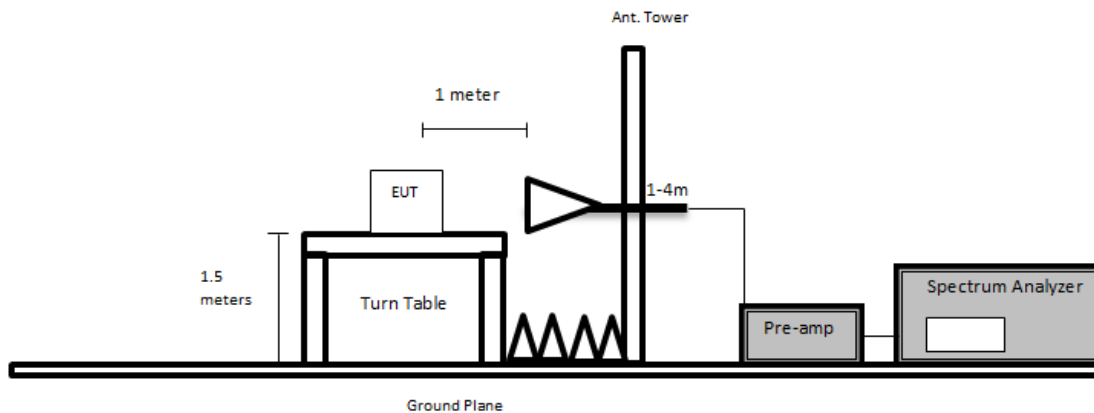 Ant. Tower
1 meter
EUT
1-4m
1.5
meters
Turn Table
Spectrum Analyzer
Pre-amp
Ground Plane